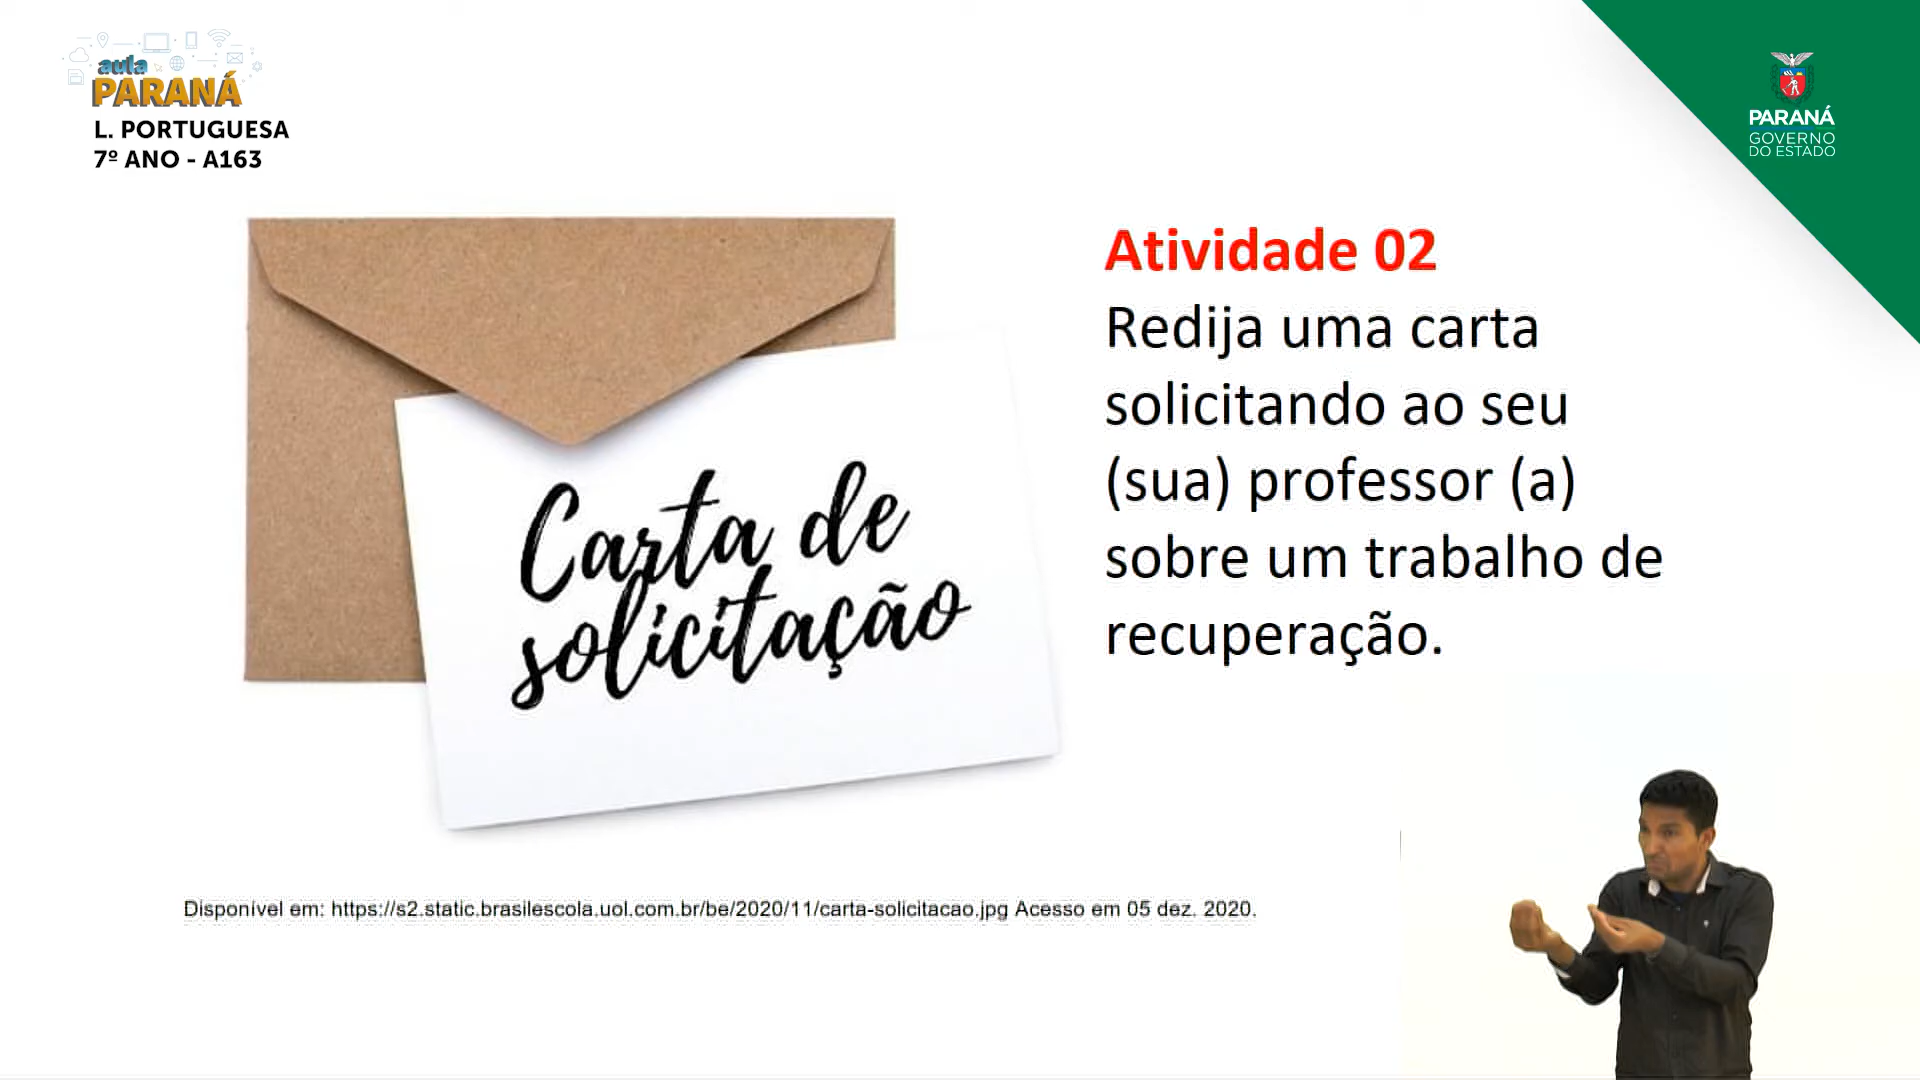 aula
PARANÁ
L. PORTUGUESA
7º ANO - A163
PARANÁ
GOVERNO
DO ESTADO
Carta de
solicitação
Atividade 02
Redija uma carta
solicitando ao seu
(sua) professor (a)
sobre um trabalho de
recuperação.
Disponível em: https://s2.static.brasilescola.uol.com.br/be/2020/11/carta-solicitacao.jpg Acesso em 05 dez. 2020.